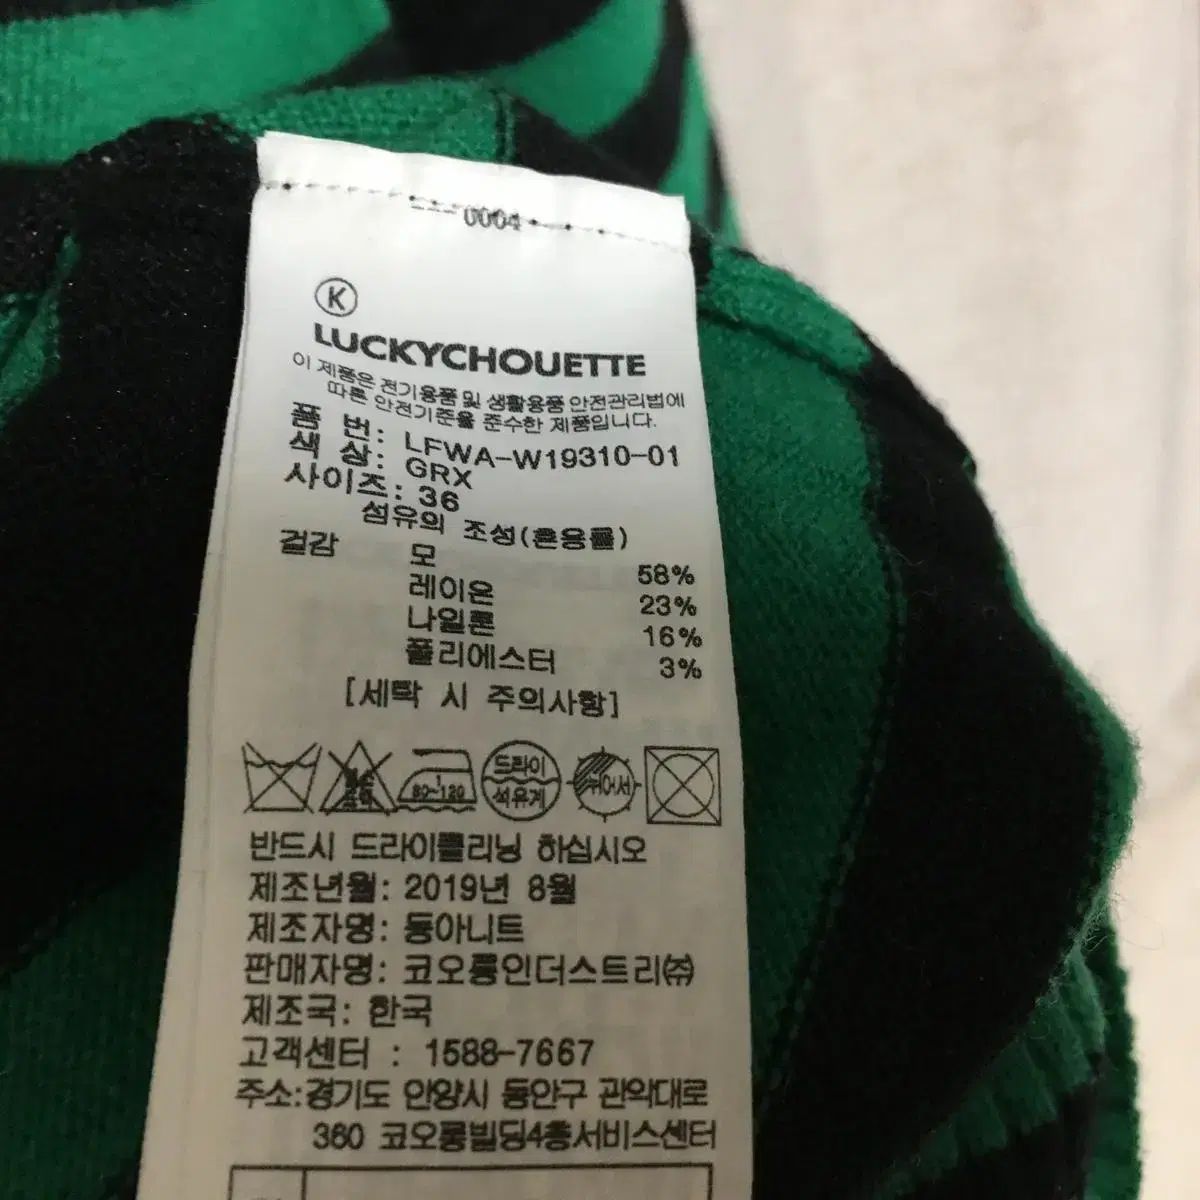 0004
K
LUCKYCHOUETTE
이 제품은 전기용품 및 생활용품 안전관리법에
따른 안전기준을 준수한 제품입니다.
품 번: LFWA-W19310-01
색 상: GRX
사이즈: 36
섬유의 조성(혼용률)
겉감 모 58%
레이온 23%
나일론 16%
폴리에스터 3%
[세탁 시 주의사항]
80~120 드라이 석유계 뉘어서
반드시 드라이클리닝 하십시오
제조년월: 2019년 8월
제조자명: 동아니트
판매자명: 코오롱인더스트리㈜
제조국: 한국
고객센터 : 1588-7667
주소:경기도 안양시 동안구 관악대로
360 코오롱빌딩4층서비스센터